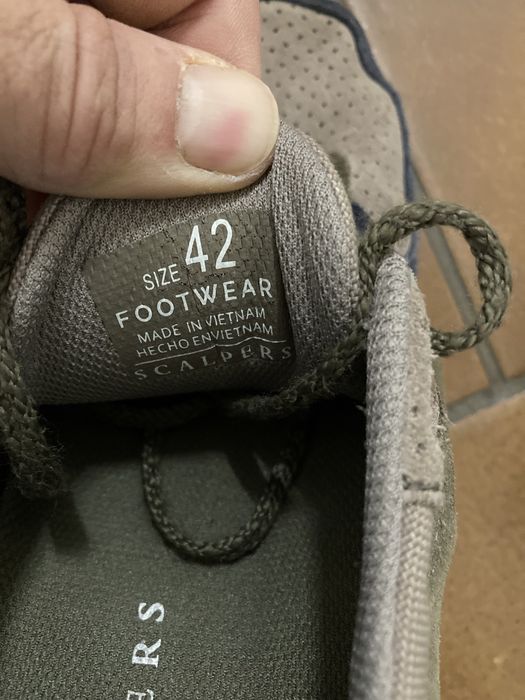 SIZE 42
FOOTWEAR
MADE IN VIETNAM
HECHO ENVIETNAM
SCALPERS
ERS